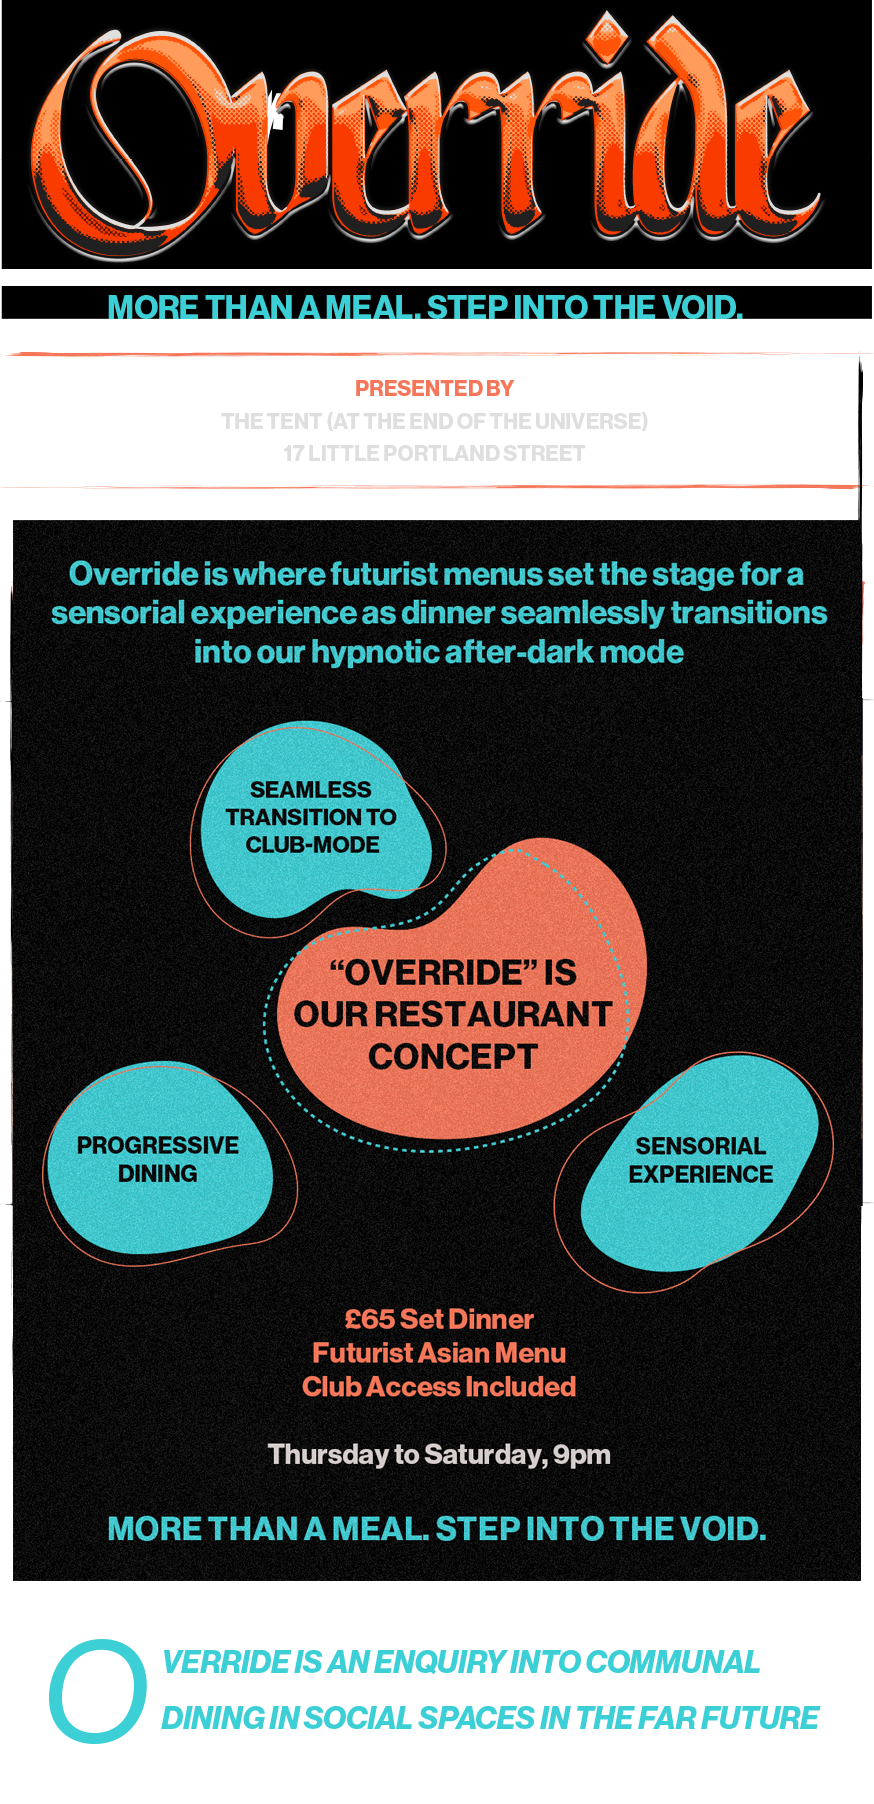 Override
MORE THAN A MEAL. STEP INTO THE VOID.
PRESENTED BY
THE TENT (AT THE END OF THE UNIVERSE)
17 LITTLE PORTLAND STREET
Override is where futurist menus set the stage for a
sensorial experience as dinner seamlessly transitions
into our hypnotic after-dark mode
SEAMLESS
TRANSITION TO
CLUB-MODE
“OVERRIDE” IS
OUR RESTAURANT
CONCEPT
PROGRESSIVE
DINING
SENSORIAL
EXPERIENCE
£65 Set Dinner
Futurist Asian Menu
Club Access Included
Thursday to Saturday, 9pm
MORE THAN A MEAL. STEP INTO THE VOID.
OVERRIDE IS AN ENQUIRY INTO COMMUNAL
DINING IN SOCIAL SPACES IN THE FAR FUTURE